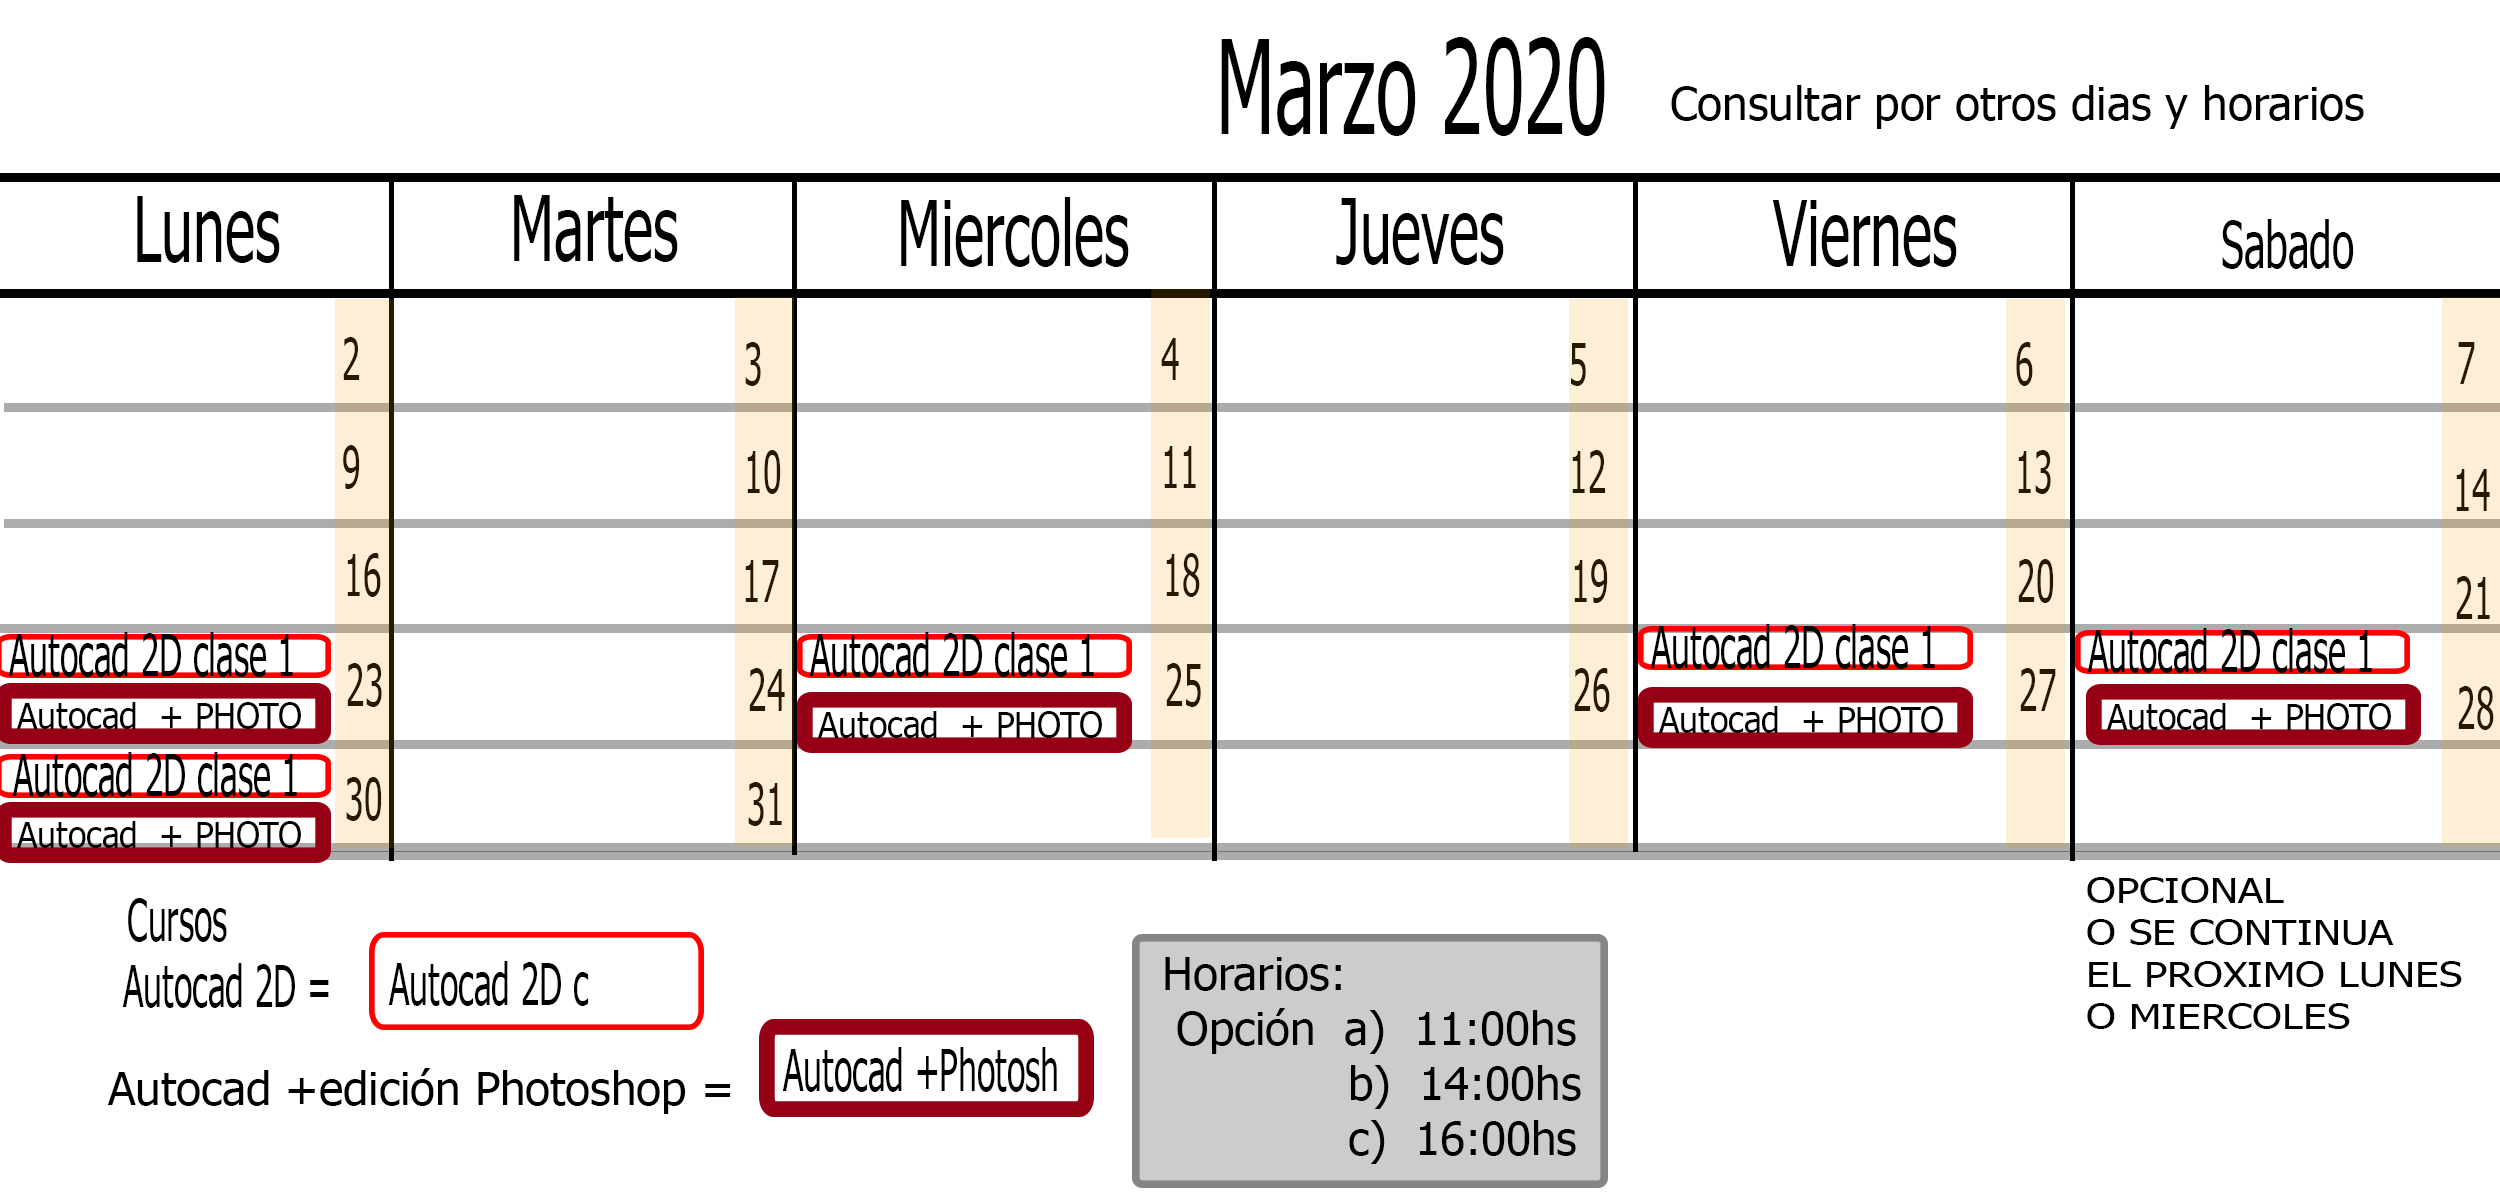 Marzo 2020 Consultar por otros dias y horarios
Lunes Martes Miercoles Jueves Viernes Sabado
2 3 4 5 6 7
9 10 11 12 13 14
16 17 18 19 20 21
Autocad 2D clase 1 Autocad 2D clase 1 Autocad 2D clase 1 Autocad 2D clase 1
23 24 25 26 27 28
Autocad + PHOTO Autocad + PHOTO Autocad + PHOTO Autocad + PHOTO
Autocad 2D clase 1
30 31
Autocad + PHOTO
Cursos
Autocad 2D = Autocad 2D c
Autocad +edición Photoshop = Autocad +Photosh
Horarios:
Opción a) 11:00hs
b) 14:00hs
c) 16:00hs
OPCIONAL
O SE CONTINUA
EL PROXIMO LUNES
O MIERCOLES